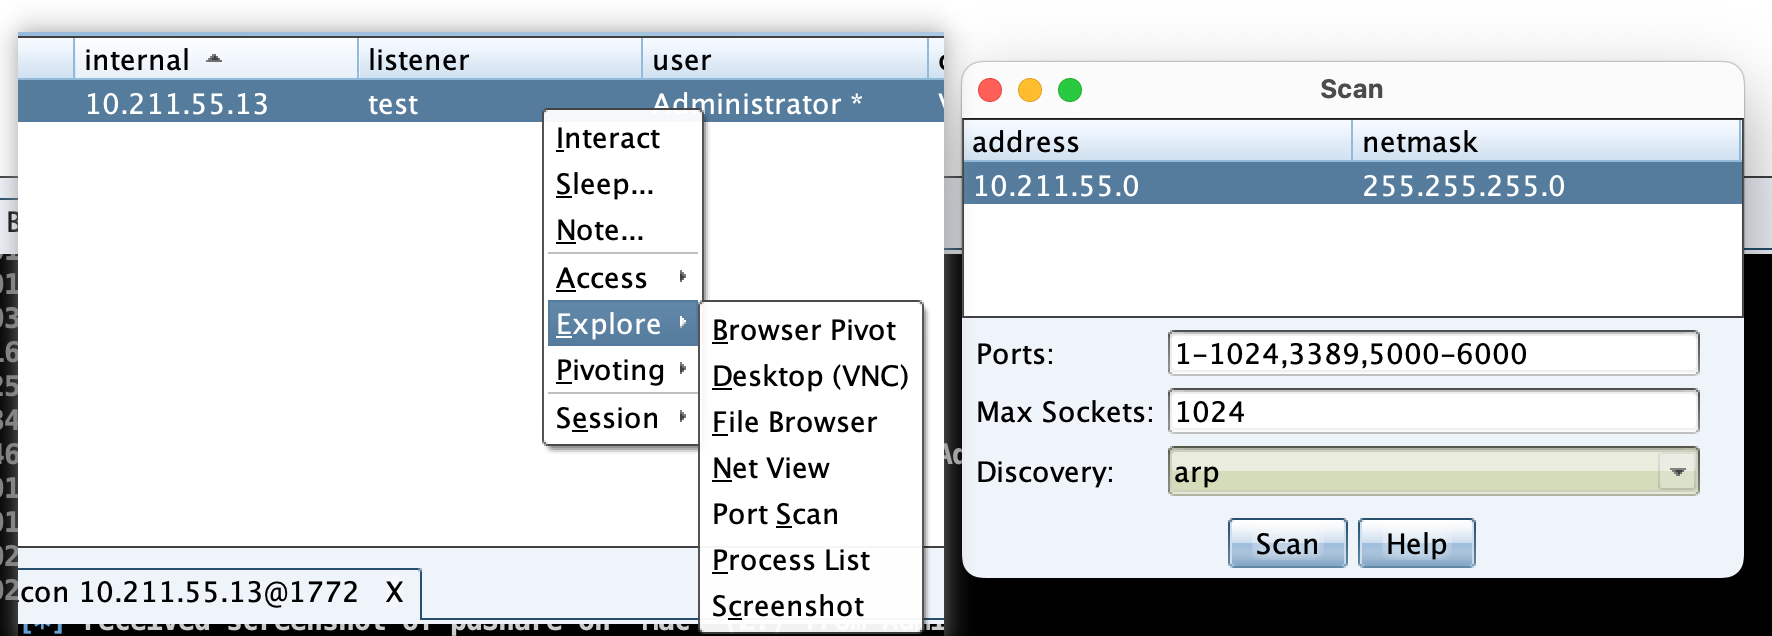 internal listener user
10.211.55.13 test Administrator *
Interact
Sleep...
Note...
Access
Explore
Pivoting
Session
Browser Pivot
Desktop (VNC)
File Browser
Net View
Port Scan
Process List
Screenshot
con 10.211.55.13@1772 X
[*] received screenshot of
Scan
address netmask
10.211.55.0 255.255.255.0
Ports: 1-1024,3389,5000-6000
Max Sockets: 1024
Discovery: arp
Scan Help